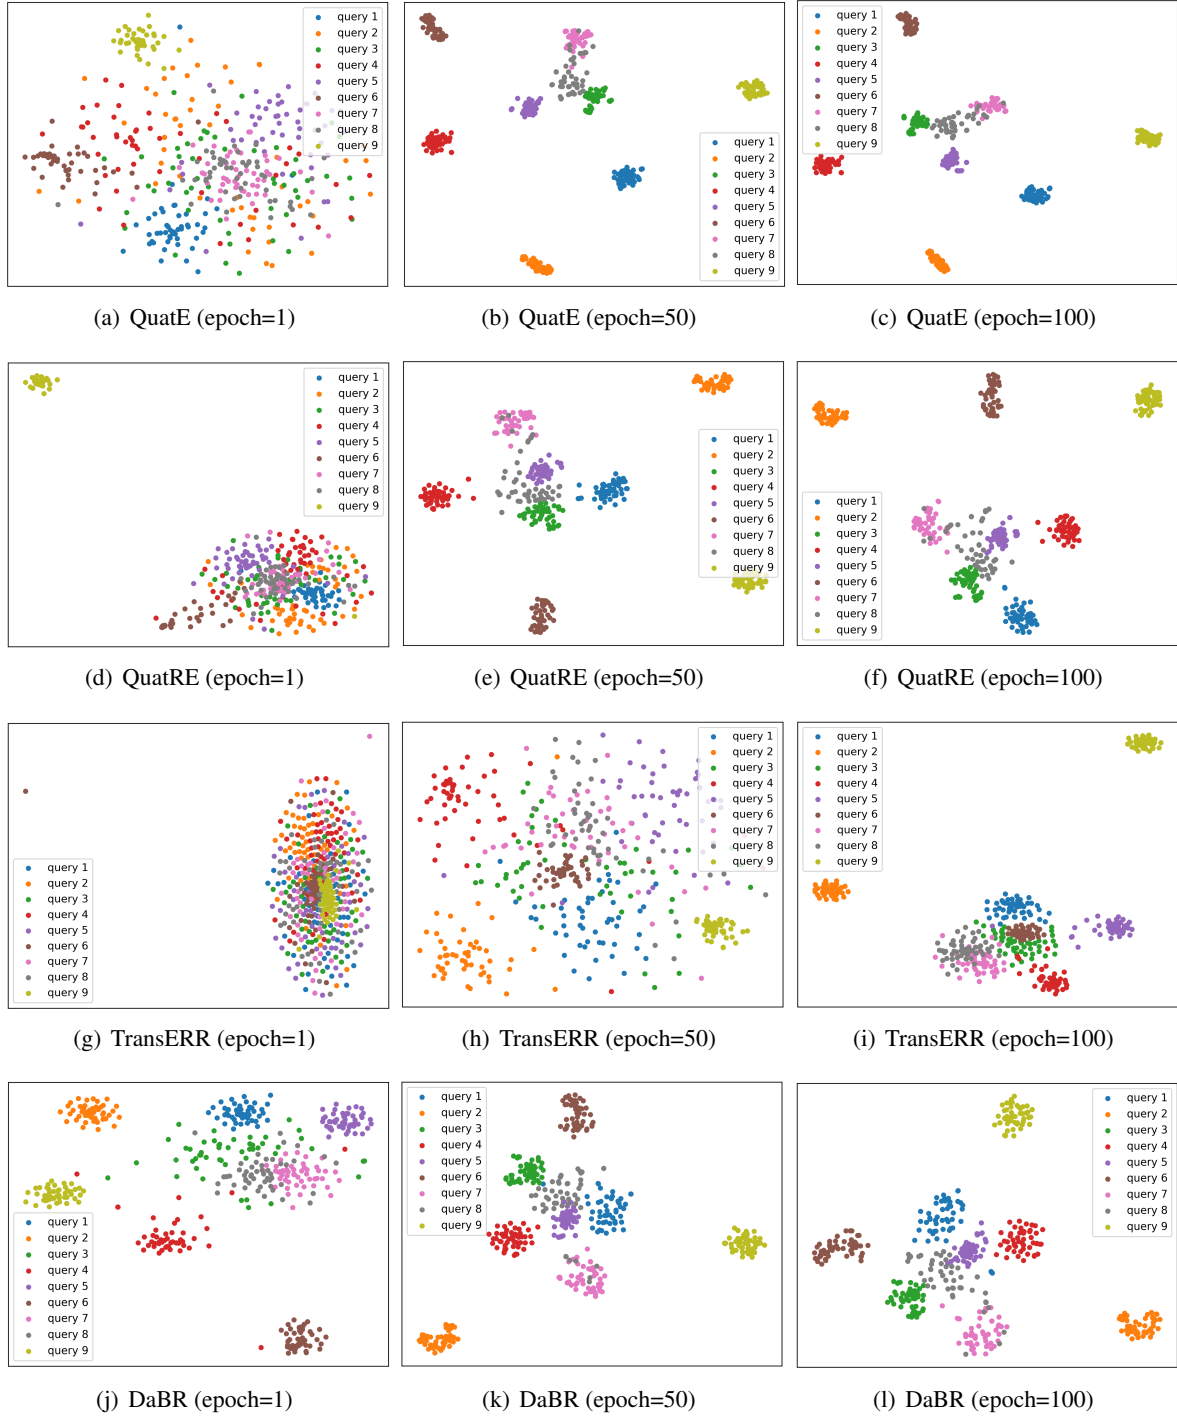 query 1
query 2
query 3
query 4
query 5
query 6
query 7
query 8
query 9
query 1
query 2
query 3
query 4
query 5
query 6
query 7
query 8
query 9
query 1
query 2
query 3
query 4
query 5
query 6
query 7
query 8
query 9
(a) QuatE (epoch=1)
(b) QuatE (epoch=50)
(c) QuatE (epoch=100)
query 1
query 2
query 3
query 4
query 5
query 6
query 7
query 8
query 9
query 1
query 2
query 3
query 4
query 5
query 6
query 7
query 8
query 9
query 1
query 2
query 3
query 4
query 5
query 6
query 7
query 8
query 9
(d) QuatRE (epoch=1)
(e) QuatRE (epoch=50)
(f) QuatRE (epoch=100)
query 1
query 2
query 3
query 4
query 5
query 6
query 7
query 8
query 9
query 1
query 2
query 3
query 4
query 5
query 6
query 7
query 8
query 9
query 1
query 2
query 3
query 4
query 5
query 6
query 7
query 8
query 9
(g) TransERR (epoch=1)
(h) TransERR (epoch=50)
(i) TransERR (epoch=100)
query 1
query 2
query 3
query 4
query 5
query 6
query 7
query 8
query 9
query 1
query 2
query 3
query 4
query 5
query 6
query 7
query 8
query 9
query 1
query 2
query 3
query 4
query 5
query 6
query 7
query 8
query 9
(j) DaBR (epoch=1)
(k) DaBR (epoch=50)
(l) DaBR (epoch=100)